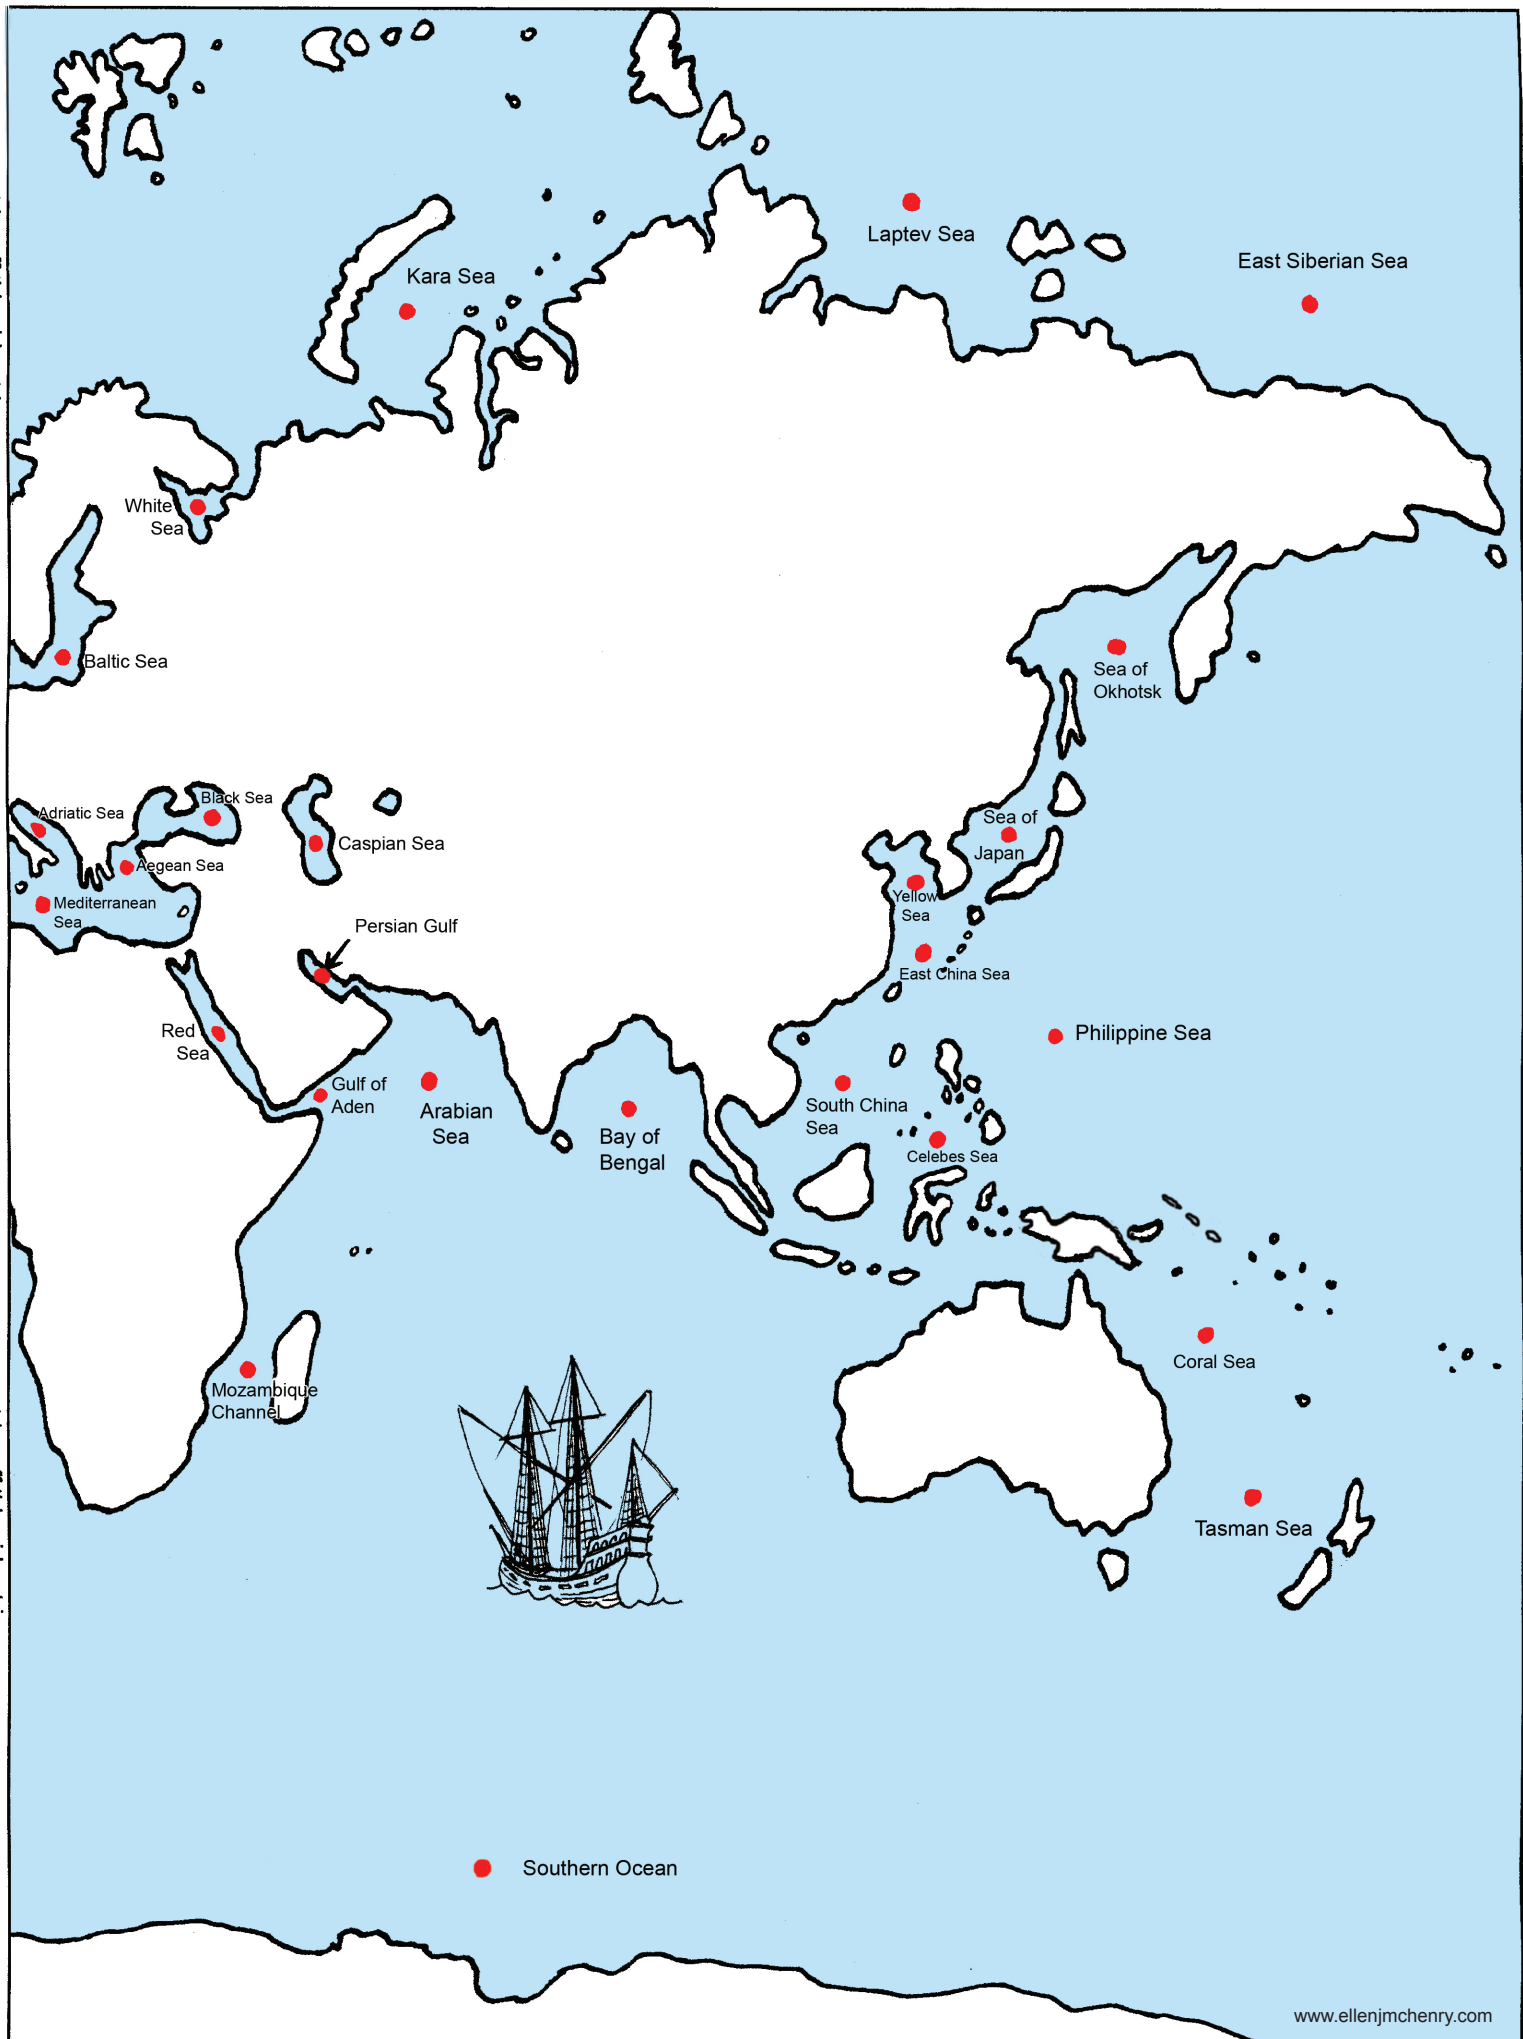 Laptev Sea
East Siberian Sea
Kara Sea
White
Sea
Baltic Sea
Sea of
Okhotsk
Black Sea
Adriatic Sea
Sea of
Japan
Caspian Sea
Aegean Sea
Yellow
Sea
Mediterranean
Sea
Persian Gulf
East China Sea
Red
Sea
Philippine Sea
Gulf of
Aden
Arabian
Sea
South China
Sea
Bay of
Bengal
Celebes Sea
Coral Sea
Mozambique
Channel
Tasman Sea
Southern Ocean
www.ellenjmchenry.com